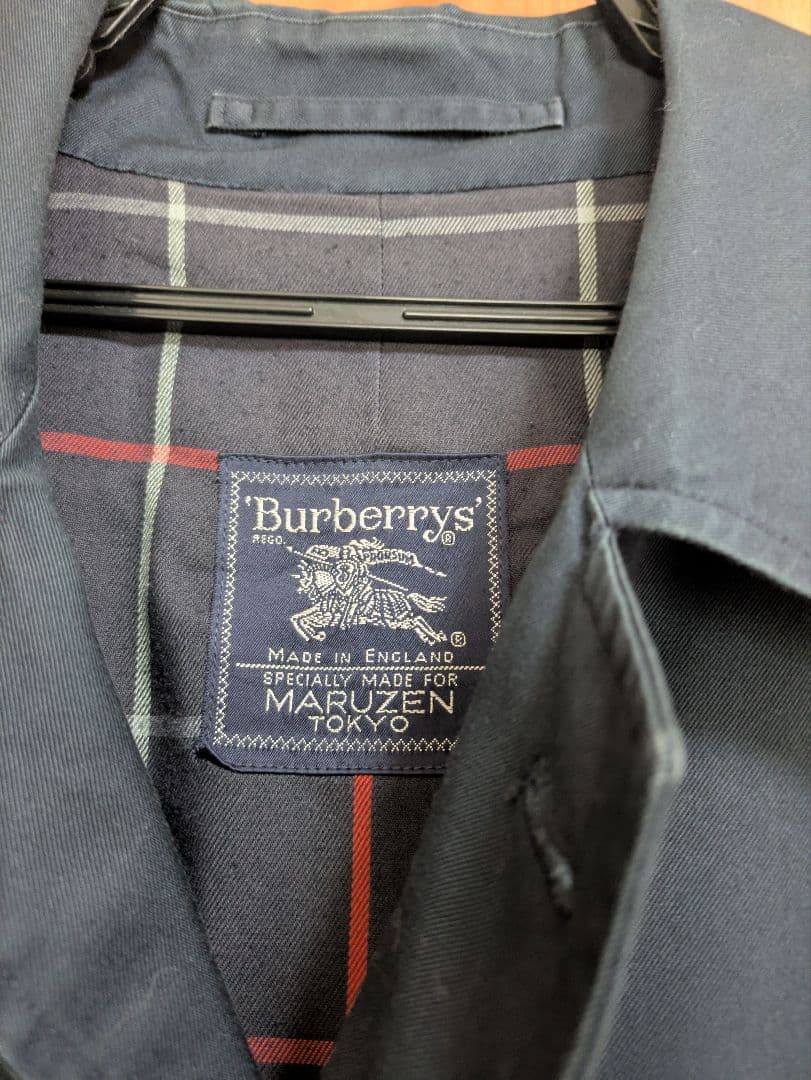 'Burberrys'
REGD. ®
PRORSUM
®
MADE IN ENGLAND
SPECIALLY MADE FOR
MARUZEN
TOKYO